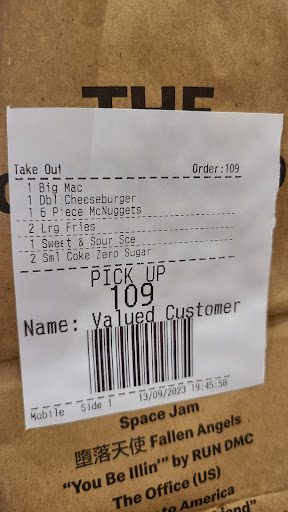 THE
Take Out Order:109
1 Big Mac
1 Dbl Cheeseburger
1 6 Piece McNuggets
2 Lrg Fries
1 Sweet & Sour Sce
2 Sml Coke Zero Sugar
PICK UP
109
Name: Valued Customer
Mobile Side 1 13/09/2023 19:45:58
Space Jam
墮落天使 Fallen Angels
“You Be Illin’” by RUN DMC
The Office (US)
to America